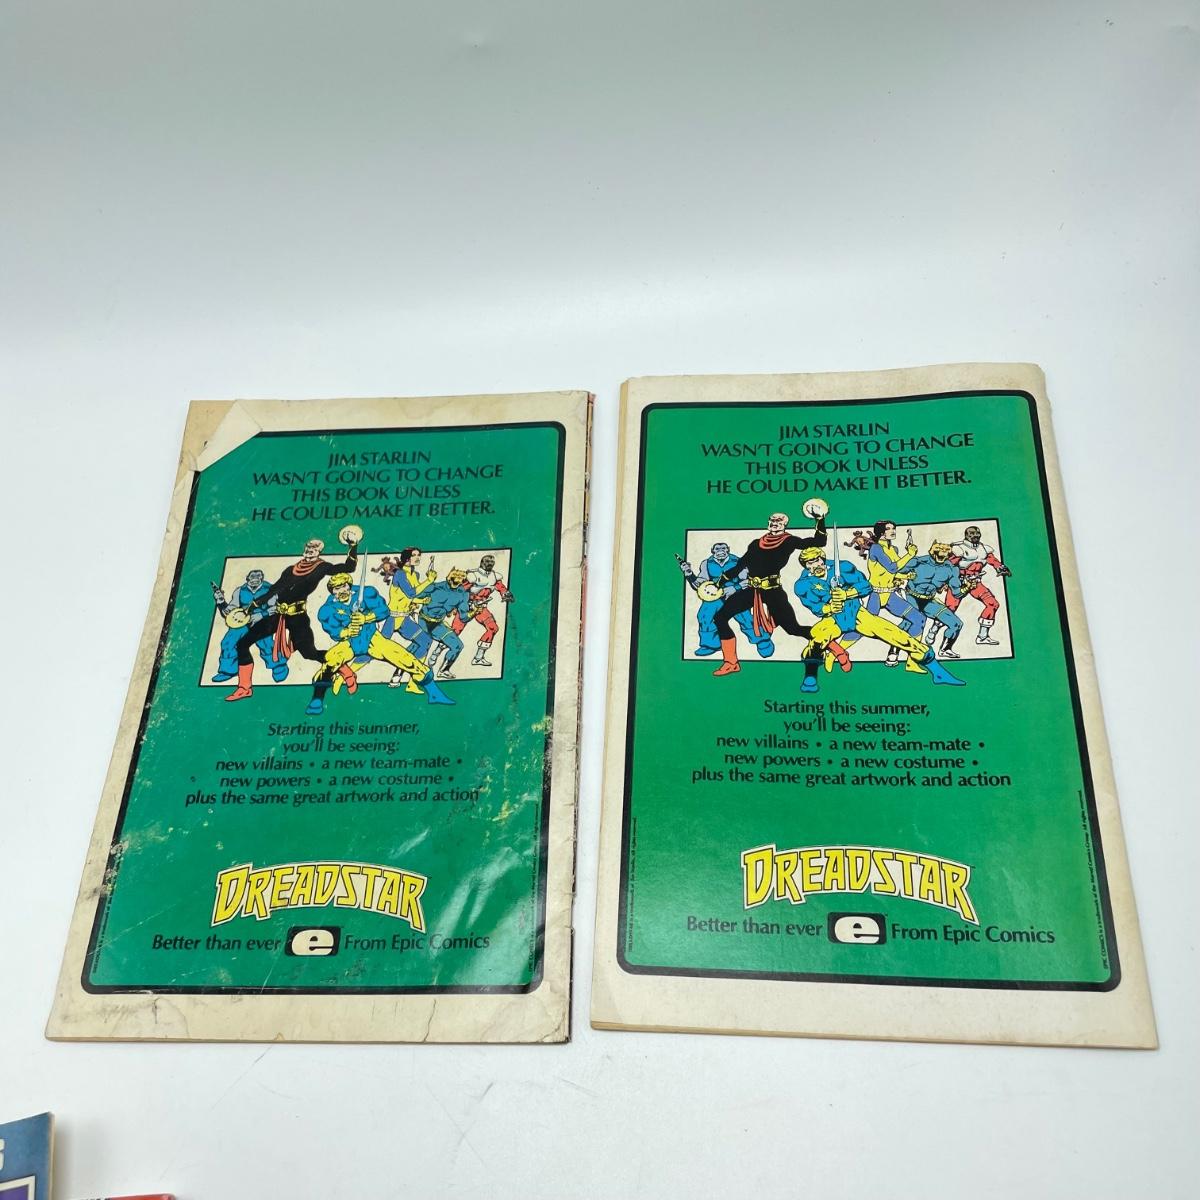 JIM STARLIN
WASN'T GOING TO CHANGE
THIS BOOK UNLESS
HE COULD MAKE IT BETTER.
Starting this summer,
you'll be seeing:
new villains • a new team-mate •
new powers • a new costume •
plus the same great artwork and action
DREADSTAR
Better than ever e From Epic Comics
JIM STARLIN
WASN'T GOING TO CHANGE
THIS BOOK UNLESS
HE COULD MAKE IT BETTER.
Starting this summer,
you'll be seeing:
new villains • a new team-mate •
new powers • a new costume •
plus the same great artwork and action
DREADSTAR
Better than ever e From Epic Comics